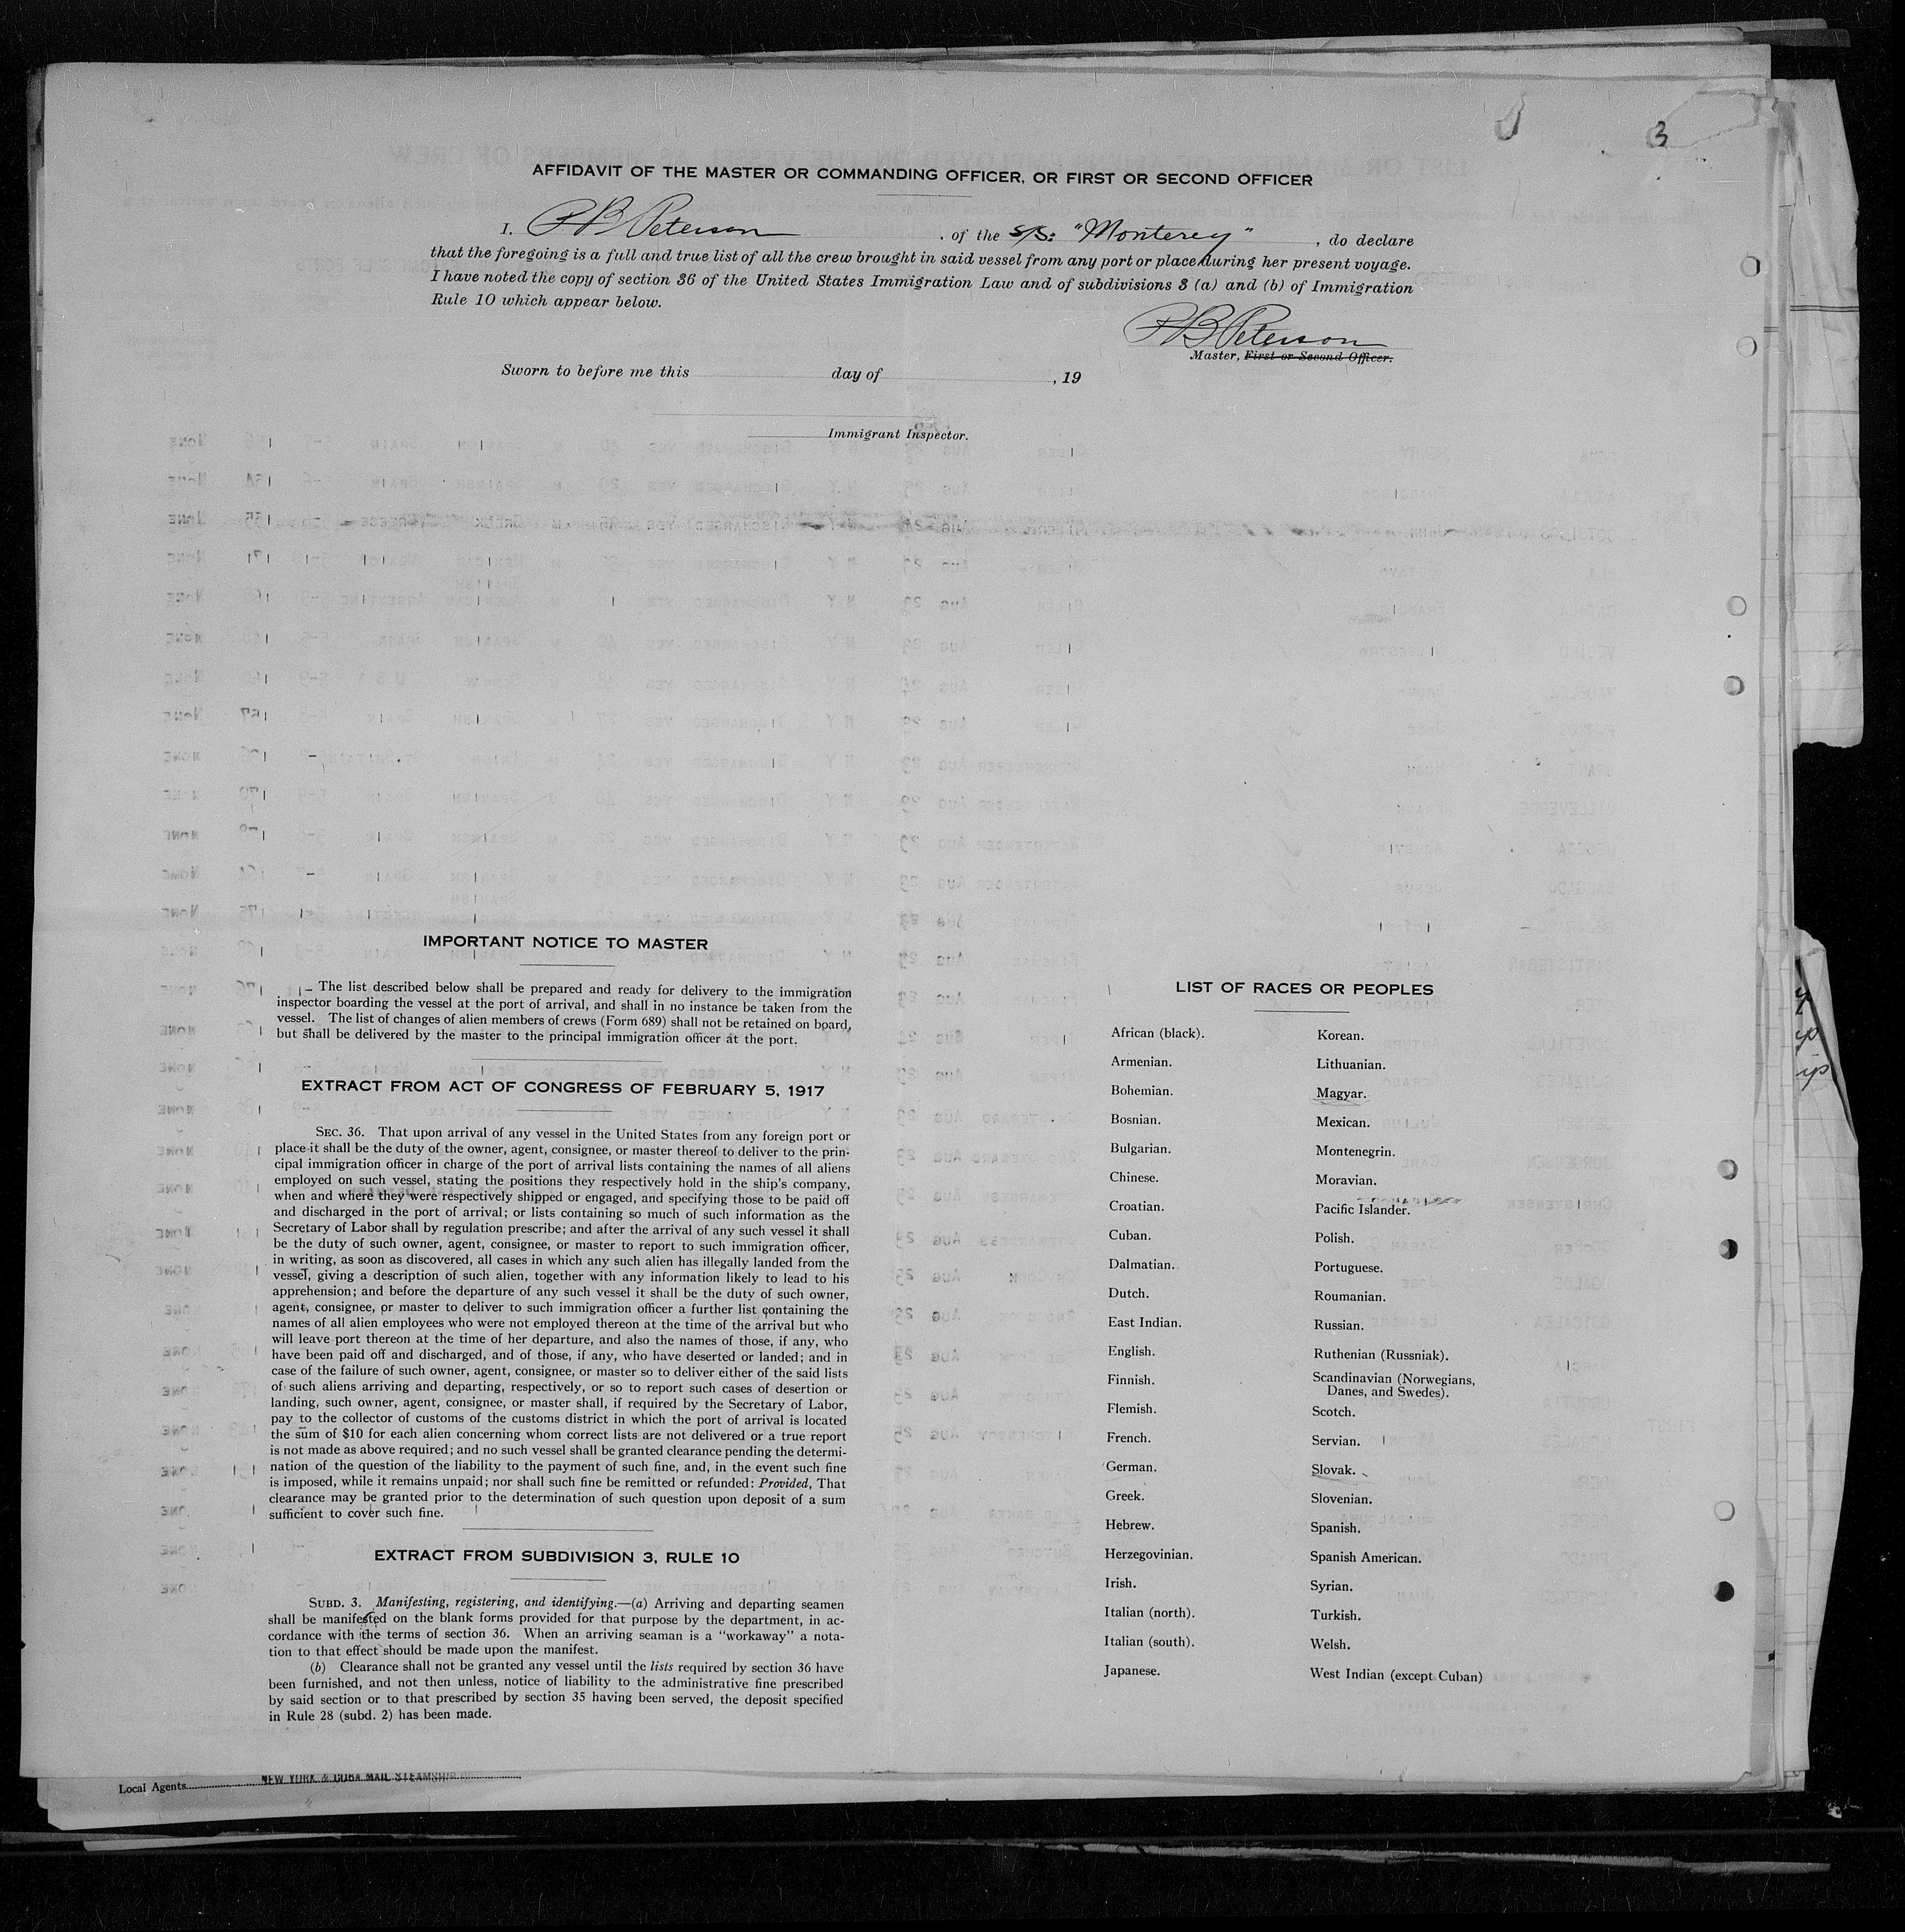 3
AFFIDAVIT OF THE MASTER OR COMMANDING OFFICER, OR FIRST OR SECOND OFFICER
I, P B Peterson, of the S/S: "Monterey", do declare
that the foregoing is a full and true list of all the crew brought in said vessel from any port or place during her present voyage.
I have noted the copy of section 36 of the United States Immigration Law and of subdivisions 3 (a) and (b) of Immigration
Rule 10 which appear below.
P B Peterson
Master, First or Second Officer.
Sworn to before me this day of , 19
Immigrant Inspector.
IMPORTANT NOTICE TO MASTER
The list described below shall be prepared and ready for delivery to the immigration
inspector boarding the vessel at the port of arrival, and shall in no instance be taken from the
vessel. The list of changes of alien members of crews (Form 689) shall not be retained on board,
but shall be delivered by the master to the principal immigration officer at the port.
EXTRACT FROM ACT OF CONGRESS OF FEBRUARY 5, 1917
SEC. 36. That upon arrival of any vessel in the United States from any foreign port or
place it shall be the duty of the owner, agent, consignee, or master thereof to deliver to the prin-
cipal immigration officer in charge of the port of arrival lists containing the names of all aliens
employed on such vessel, stating the positions they respectively hold in the ship's company,
when and where they were respectively shipped or engaged, and specifying those to be paid off
and discharged in the port of arrival; or lists containing so much of such information as the
Secretary of Labor shall by regulation prescribe; and after the arrival of any such vessel it shall
be the duty of such owner, agent, consignee, or master to report to such immigration officer,
in writing, as soon as discovered, all cases in which any such alien has illegally landed from the
vessel, giving a description of such alien, together with any information likely to lead to his
apprehension; and before the departure of any such vessel it shall be the duty of such owner,
agent, consignee, or master to deliver to such immigration officer a further list containing the
names of all alien employees who were not employed thereon at the time of the arrival but who
will leave port thereon at the time of her departure, and also the names of those, if any, who
have been paid off and discharged, and of those, if any, who have deserted or landed; and in
case of the failure of such owner, agent, consignee, or master so to deliver either of the said lists
of such aliens arriving and departing, respectively, or so to report such cases of desertion or
landing, such owner, agent, consignee, or master shall, if required by the Secretary of Labor,
pay to the collector of customs of the customs district in which the port of arrival is located
the sum of $10 for each alien concerning whom correct lists are not delivered or a true report
is not made as above required; and no such vessel shall be granted clearance pending the determi-
nation of the question of the liability to the payment of such fine, and, in the event such fine
is imposed, while it remains unpaid; nor shall such fine be remitted or refunded: Provided, That
clearance may be granted prior to the determination of such question upon deposit of a sum
sufficient to cover such fine.
EXTRACT FROM SUBDIVISION 3, RULE 10
SUBD. 3. Manifesting, registering, and identifying.—(a) Arriving and departing seamen
shall be manifested on the blank forms provided for that purpose by the department, in ac-
cordance with the terms of section 36. When an arriving seaman is a "workaway" a nota-
tion to that effect should be made upon the manifest.
(b) Clearance shall not be granted any vessel until the lists required by section 36 have
been furnished, and not then unless, notice of liability to the administrative fine prescribed
by said section or to that prescribed by section 35 having been served, the deposit specified
in Rule 28 (subd. 2) has been made.
LIST OF RACES OR PEOPLES
African (black).
Armenian.
Bohemian.
Bosnian.
Bulgarian.
Chinese.
Croatian.
Cuban.
Dalmatian.
Dutch.
East Indian.
English.
Finnish.
Flemish.
French.
German.
Greek.
Hebrew.
Herzegovinian.
Irish.
Italian (north).
Italian (south).
Japanese.
Korean.
Lithuanian.
Magyar.
Mexican.
Montenegrin.
Moravian.
Pacific Islander.
Polish.
Portuguese.
Roumanian.
Russian.
Ruthenian (Russniak).
Scandinavian (Norwegians,
Danes, and Swedes).
Scotch.
Servian.
Slovak.
Slovenian.
Spanish.
Spanish American.
Syrian.
Turkish.
Welsh.
West Indian (except Cuban)
Local Agents NEW YORK & CUBA MAIL STEAMSHIP